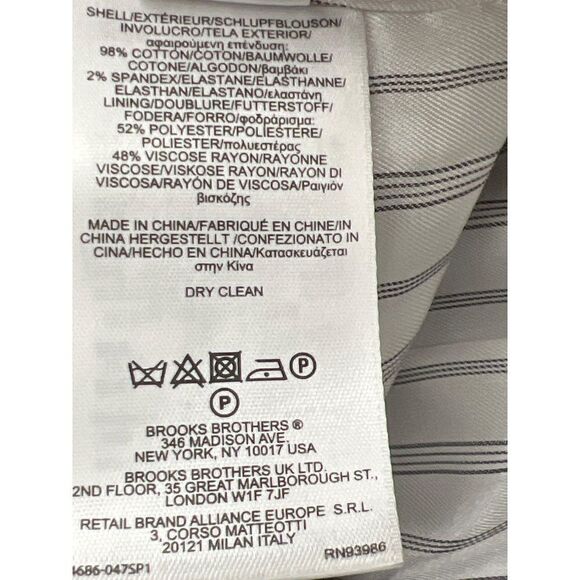 SHELL/EXTÉRIEUR/SCHLUPFBLOUSON/
INVOLUCRO/TELA EXTERIOR/
αφαιρούμενη επένδυση:
98% COTTON/COTON/BAUMWOLLE/
COTONE/ALGODON/βαμβάκι
2% SPANDEX/ELASTANE/ELASTHANNE/
ELASTHAN/ELASTANO/ελαστάνη
LINING/DOUBLURE/FUTTERSTOFF/
FODERA/FORRO/φοδράρισμα:
52% POLYESTER/POLIESTERE/
POLIESTER/πολυεστέρας
48% VISCOSE RAYON/RAYONNE
VISCOSE/VISKOSE RAYON/RAYON DI
VISCOSA/RAYÓN DE VISCOSA/Ραιγιόν
βισκόζης
MADE IN CHINA/FABRIQUÉ EN CHINE/IN
CHINA HERGESTELLT /CONFEZIONATO IN
CINA/HECHO EN CHINA/Κατασκευάζεται
στην Κίνα
DRY CLEAN
P
P
BROOKS BROTHERS ®
346 MADISON AVE.
NEW YORK, NY 10017 USA
BROOKS BROTHERS UK LTD.
2ND FLOOR, 35 GREAT MARLBOROUGH ST.,
LONDON W1F 7JF
RETAIL BRAND ALLIANCE EUROPE S.R.L.
3, CORSO MATTEOTTI
20121 MILAN ITALY
RN93986
4686-047SP1